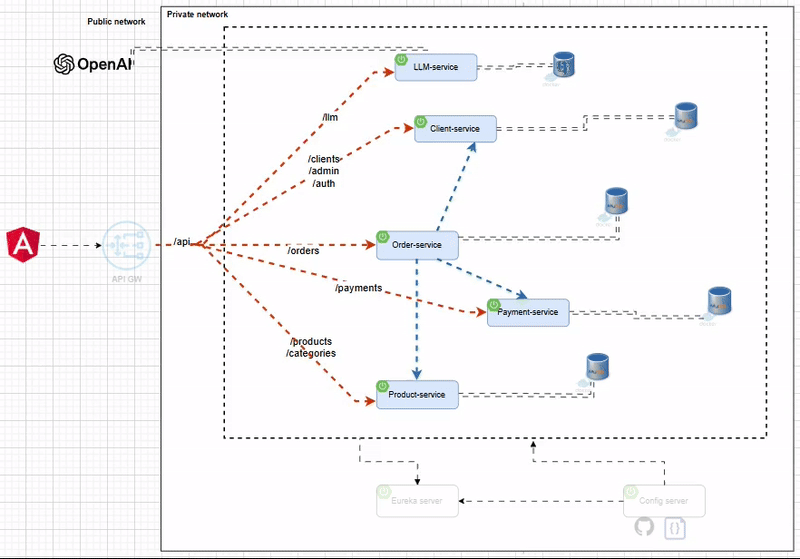 Public network
Private network
OpenAI
LLM-service
/llm
Client-service
/clients
/admin
/auth
/api
Order-service
/orders
API GW
/payments
Payment-service
/products
/categories
Product-service
Eureka server
Config server